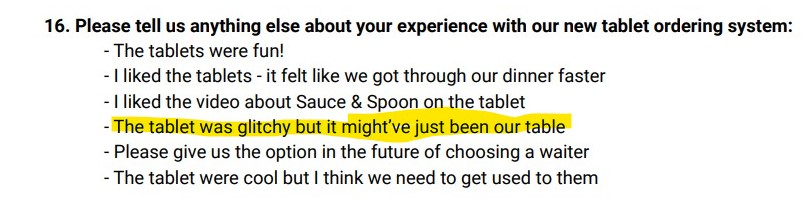 16. Please tell us anything else about your experience with our new tablet ordering system:
- The tablets were fun!
- I liked the tablets - it felt like we got through our dinner faster
- I liked the video about Sauce & Spoon on the tablet
- The tablet was glitchy but it might've just been our table
- Please give us the option in the future of choosing a waiter
- The tablet were cool but I think we need to get used to them